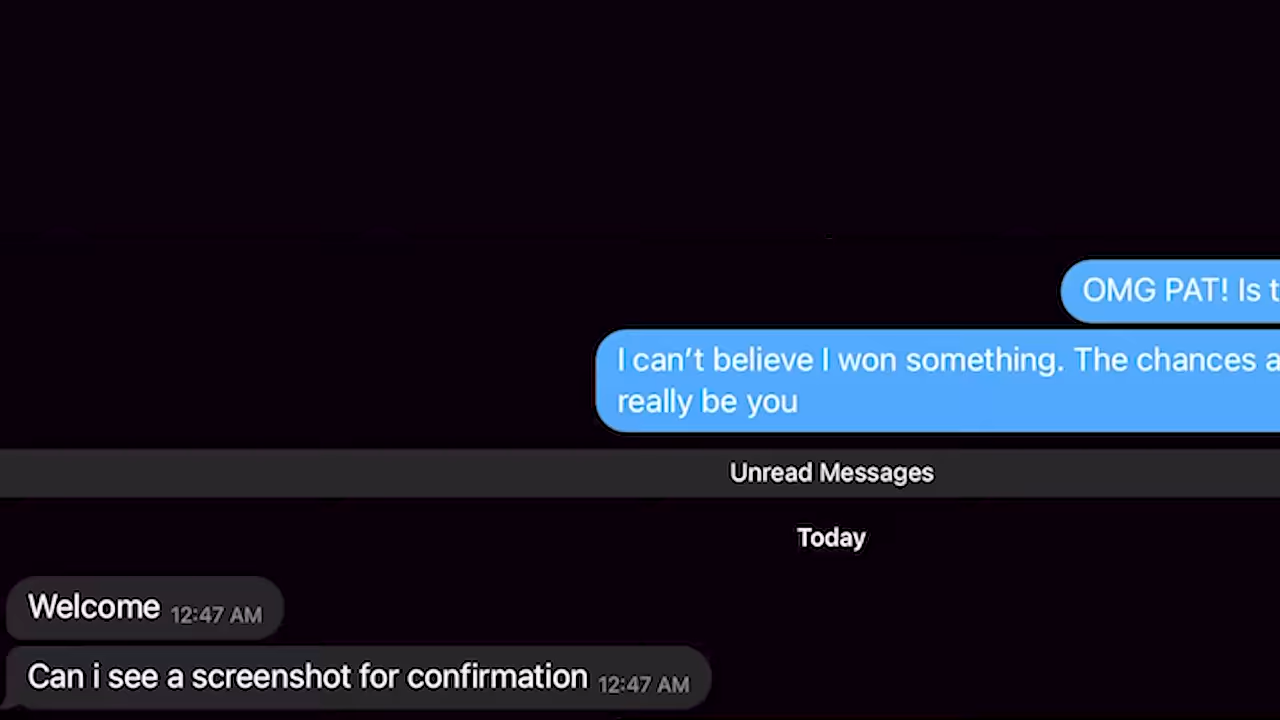 OMG PAT! Is t
I can’t believe I won something. The chances a
really be you
Unread Messages
Today
Welcome 12:47 AM
Can i see a screenshot for confirmation 12:47 AM